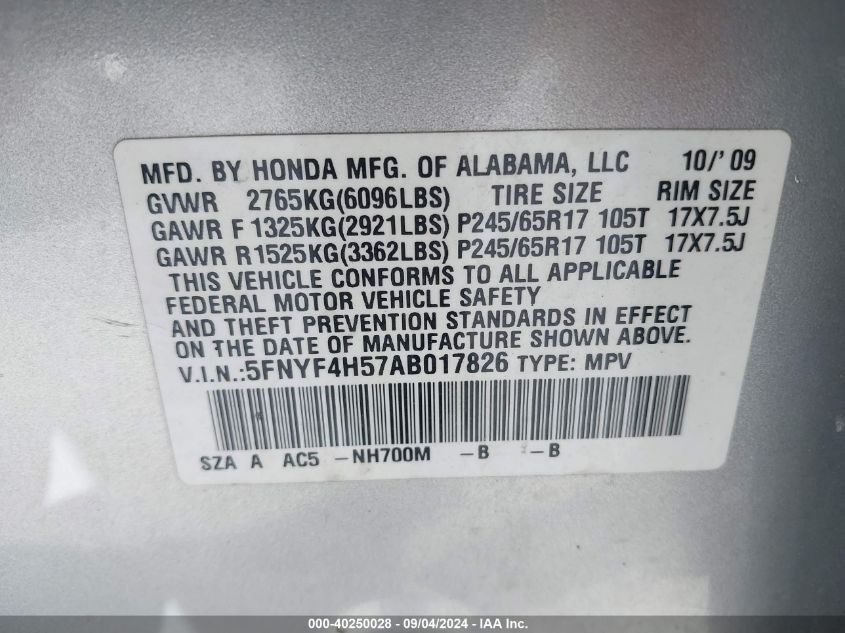 MFD. BY HONDA MFG. OF ALABAMA, LLC 10/'09
GVWR 2765KG(6096LBS) TIRE SIZE RIM SIZE
GAWR F 1325KG(2921LBS) P245/65R17 105T 17X7.5J
GAWR R 1525KG(3362LBS) P245/65R17 105T 17X7.5J
THIS VEHICLE CONFORMS TO ALL APPLICABLE
FEDERAL MOTOR VEHICLE SAFETY
AND THEFT PREVENTION STANDARDS IN EFFECT
ON THE DATE OF MANUFACTURE SHOWN ABOVE.
V.I.N.:5FNYF4H57AB017826 TYPE: MPV
SZA A AC5 -NH700M -B -B
000-40250028 - 09/04/2024 - IAA Inc.